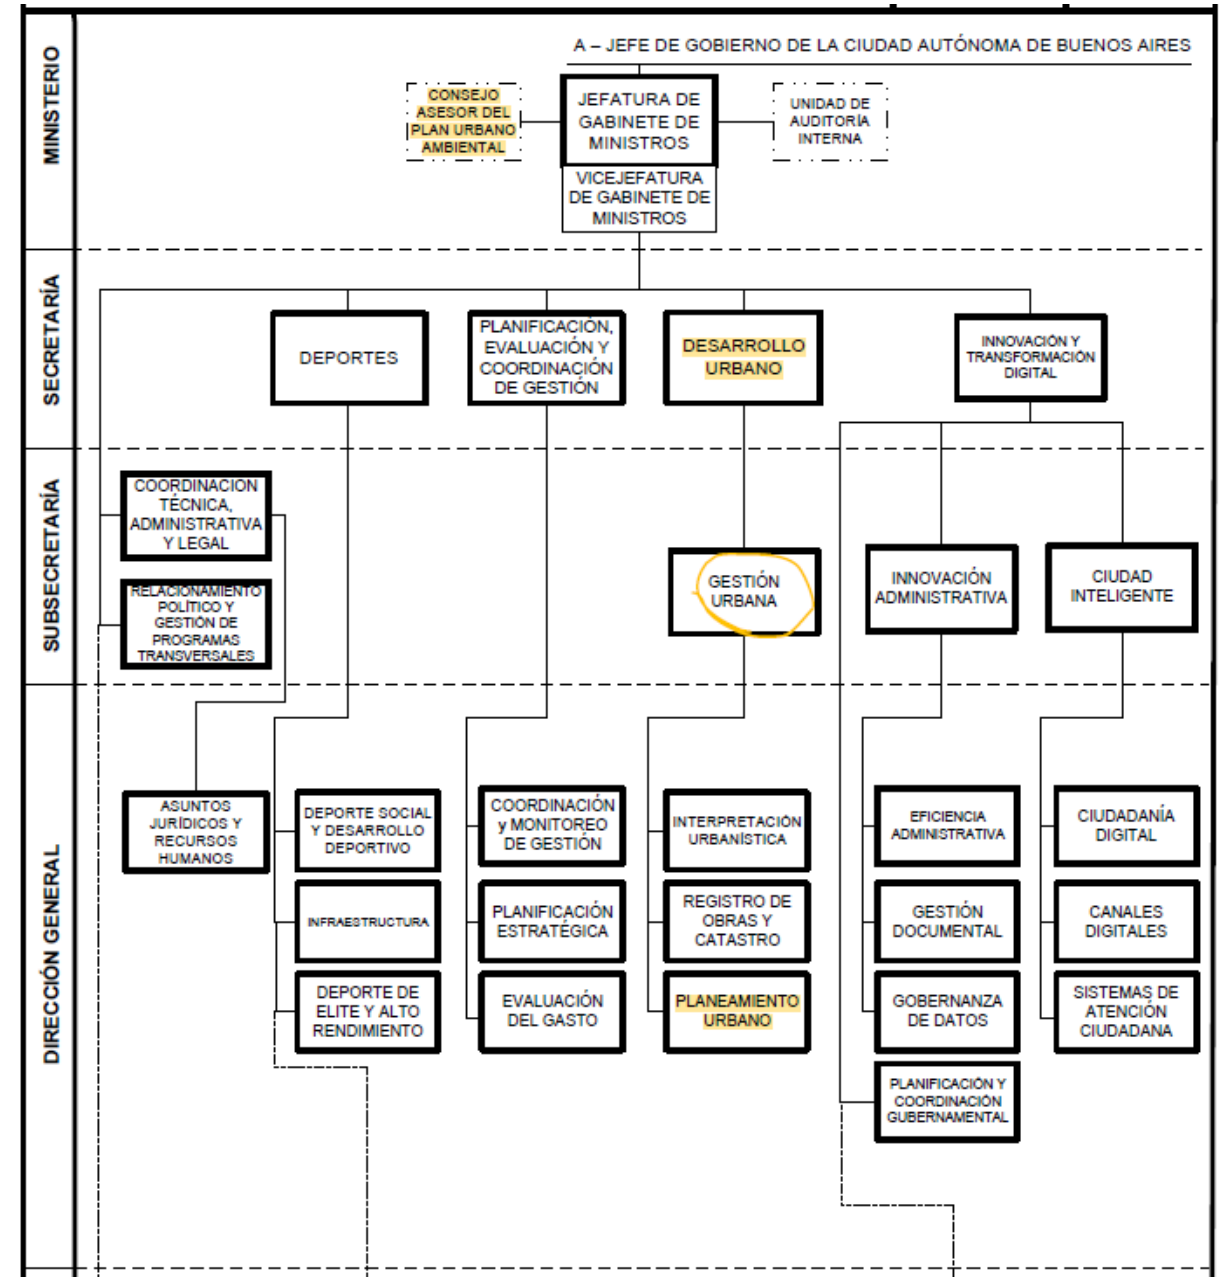 MINISTERIO
A – JEFE DE GOBIERNO DE LA CIUDAD AUTÓNOMA DE BUENOS AIRES
CONSEJO
ASESOR DEL
PLAN URBANO
AMBIENTAL
JEFATURA DE
GABINETE DE
MINISTROS
UNIDAD DE
AUDITORÍA
INTERNA
VICEJEFATURA
DE GABINETE DE
MINISTROS
SECRETARÍA
DEPORTES
PLANIFICACIÓN,
EVALUACIÓN Y
COORDINACIÓN
DE GESTIÓN
DESARROLLO
URBANO
INNOVACIÓN Y
TRANSFORMACIÓN
DIGITAL
SUBSECRETARÍA
COORDINACION
TÉCNICA,
ADMINISTRATIVA
Y LEGAL
RELACIONAMIENTO
POLÍTICO Y
GESTIÓN DE
PROGRAMAS
TRANSVERSALES
GESTIÓN
URBANA
INNOVACIÓN
ADMINISTRATIVA
CIUDAD
INTELIGENTE
DIRECCIÓN GENERAL
ASUNTOS
JURÍDICOS Y
RECURSOS
HUMANOS
DEPORTE SOCIAL
Y DESARROLLO
DEPORTIVO
COORDINACIÓN
y MONITOREO
DE GESTIÓN
INTERPRETACIÓN
URBANÍSTICA
EFICIENCIA
ADMINISTRATIVA
CIUDADANÍA
DIGITAL
INFRAESTRUCTURA
PLANIFICACIÓN
ESTRATÉGICA
REGISTRO DE
OBRAS Y
CATASTRO
GESTIÓN
DOCUMENTAL
CANALES
DIGITALES
DEPORTE DE
ELITE Y ALTO
RENDIMIENTO
EVALUACIÓN
DEL GASTO
PLANEAMIENTO
URBANO
GOBERNANZA
DE DATOS
SISTEMAS DE
ATENCIÓN
CIUDADANA
PLANIFICACIÓN Y
COORDINACIÓN
GUBERNAMENTAL